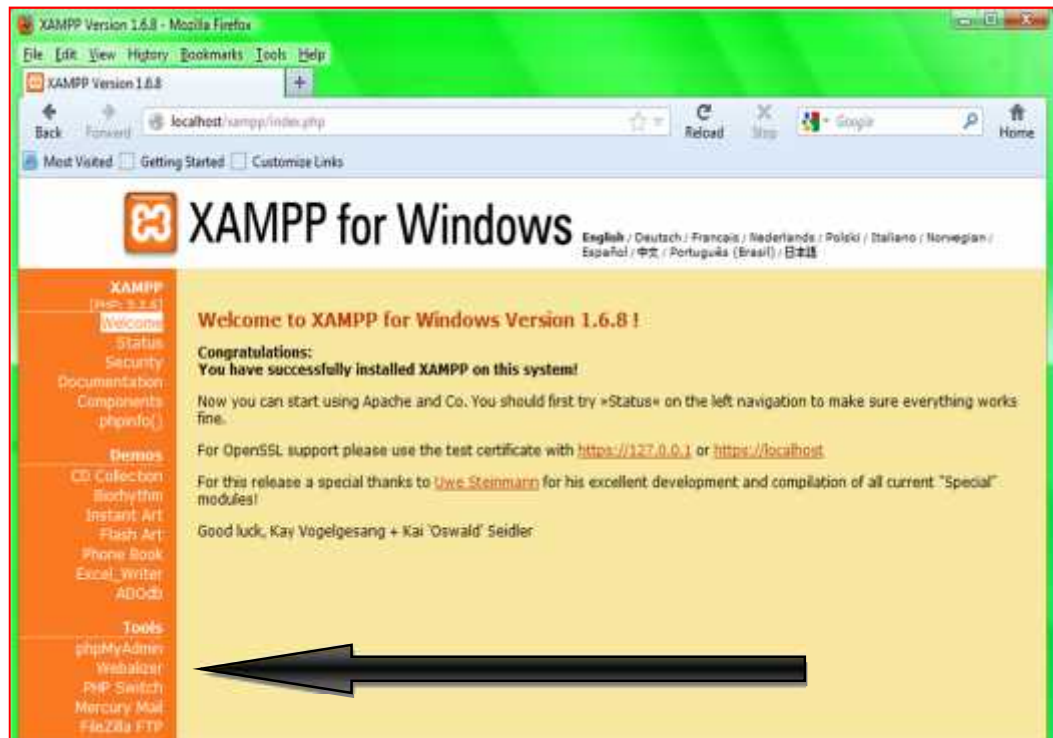 XAMPP Version 1.6.8 - Mozilla Firefox
File Edit View History Bookmarks Tools Help
XAMPP Version 1.6.8 +
Back Forward localhost/xampp/index.php Reload Stop Google Home
Most Visited Getting Started Customize Links
XAMPP for Windows
English / Deutsch / Francais / Nederlands / Polski / Italiano / Norwegian /
Español / 中文 / Português (Brasil) / 日本語
XAMPP
Welcome
Status
Security
Documentation
Components
phpinfo()
Demos
CD Collection
Biorhythm
Instant Art
Flash Art
Phone Book
Excel_Writer
ADOdb
Tools
phpMyAdmin
Webalizer
PHP Switch
Mercury Mail
FileZilla FTP
Welcome to XAMPP for Windows Version 1.6.8 !
Congratulations:
You have successfully installed XAMPP on this system!
Now you can start using Apache and Co. You should first try »Status« on the left navigation to make sure everything works
fine.
For OpenSSL support please use the test certificate with https://127.0.0.1 or https://localhost
For this release a special thanks to Uwe Steinmann for his excellent development and compilation of all current "Special"
modules!
Good luck, Kay Vogelgesang + Kai 'Oswald' Seidler